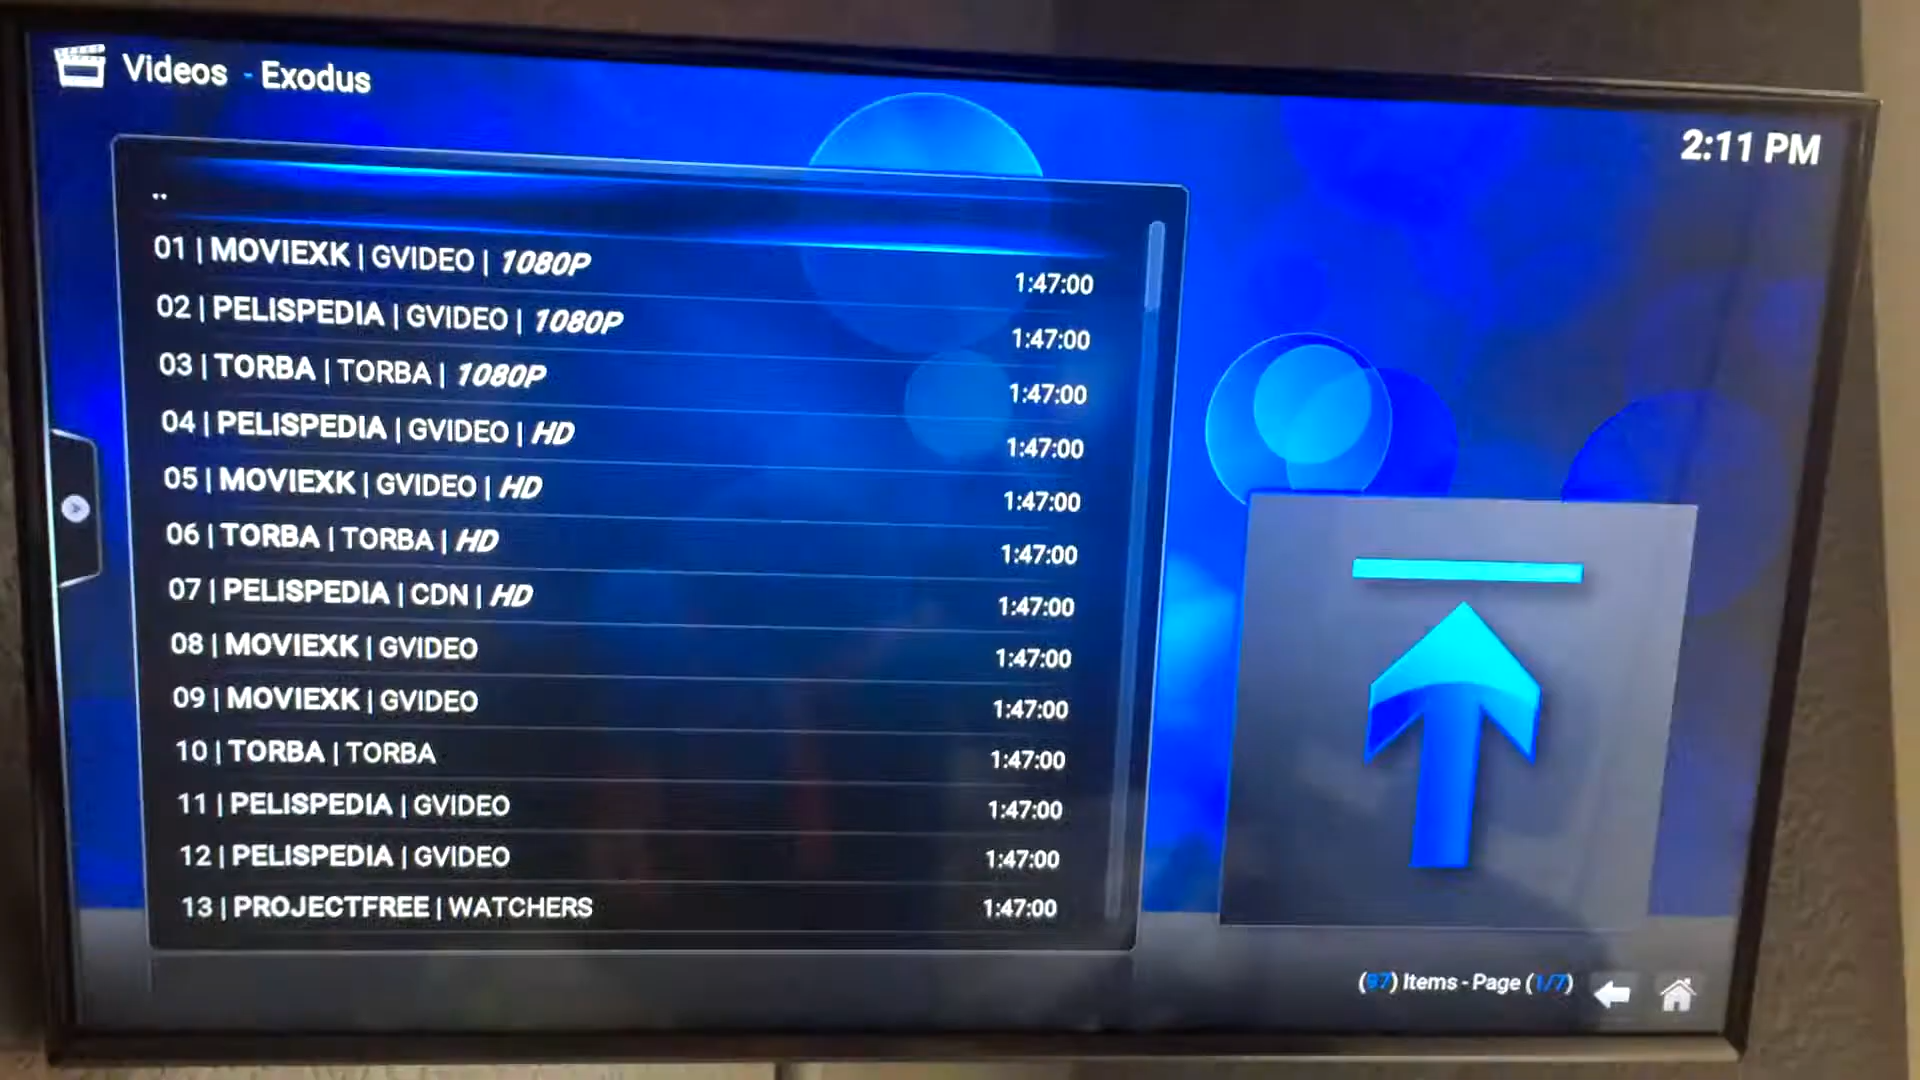 Videos - Exodus
2:11 PM
..
01 | MOVIEXK | GVIDEO | 1080P 1:47:00
02 | PELISPEDIA | GVIDEO | 1080P 1:47:00
03 | TORBA | TORBA | 1080P 1:47:00
04 | PELISPEDIA | GVIDEO | HD 1:47:00
05 | MOVIEXK | GVIDEO | HD 1:47:00
06 | TORBA | TORBA | HD 1:47:00
07 | PELISPEDIA | CDN | HD 1:47:00
08 | MOVIEXK | GVIDEO 1:47:00
09 | MOVIEXK | GVIDEO 1:47:00
10 | TORBA | TORBA 1:47:00
11 | PELISPEDIA | GVIDEO 1:47:00
12 | PELISPEDIA | GVIDEO 1:47:00
13 | PROJECTFREE | WATCHERS 1:47:00
(97) Items - Page (1/7)